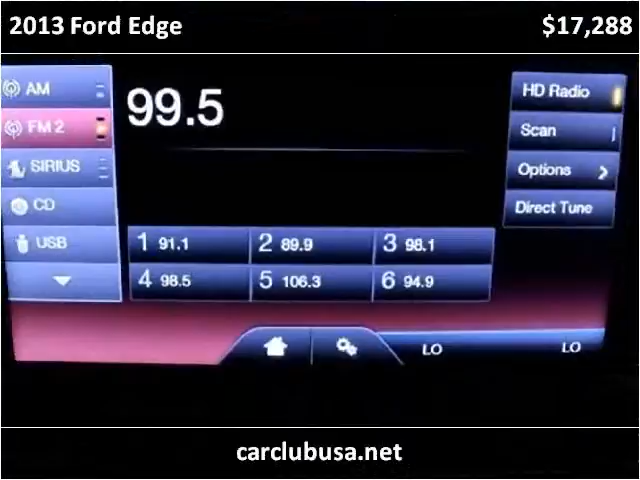 2013 Ford Edge $17,288
AM
99.5
HD Radio
FM 2
Scan
SIRIUS
Options
CD
Direct Tune
USB
1 91.1 2 89.9 3 98.1
4 98.5 5 106.3 6 94.9
LO LO
carclubusa.net